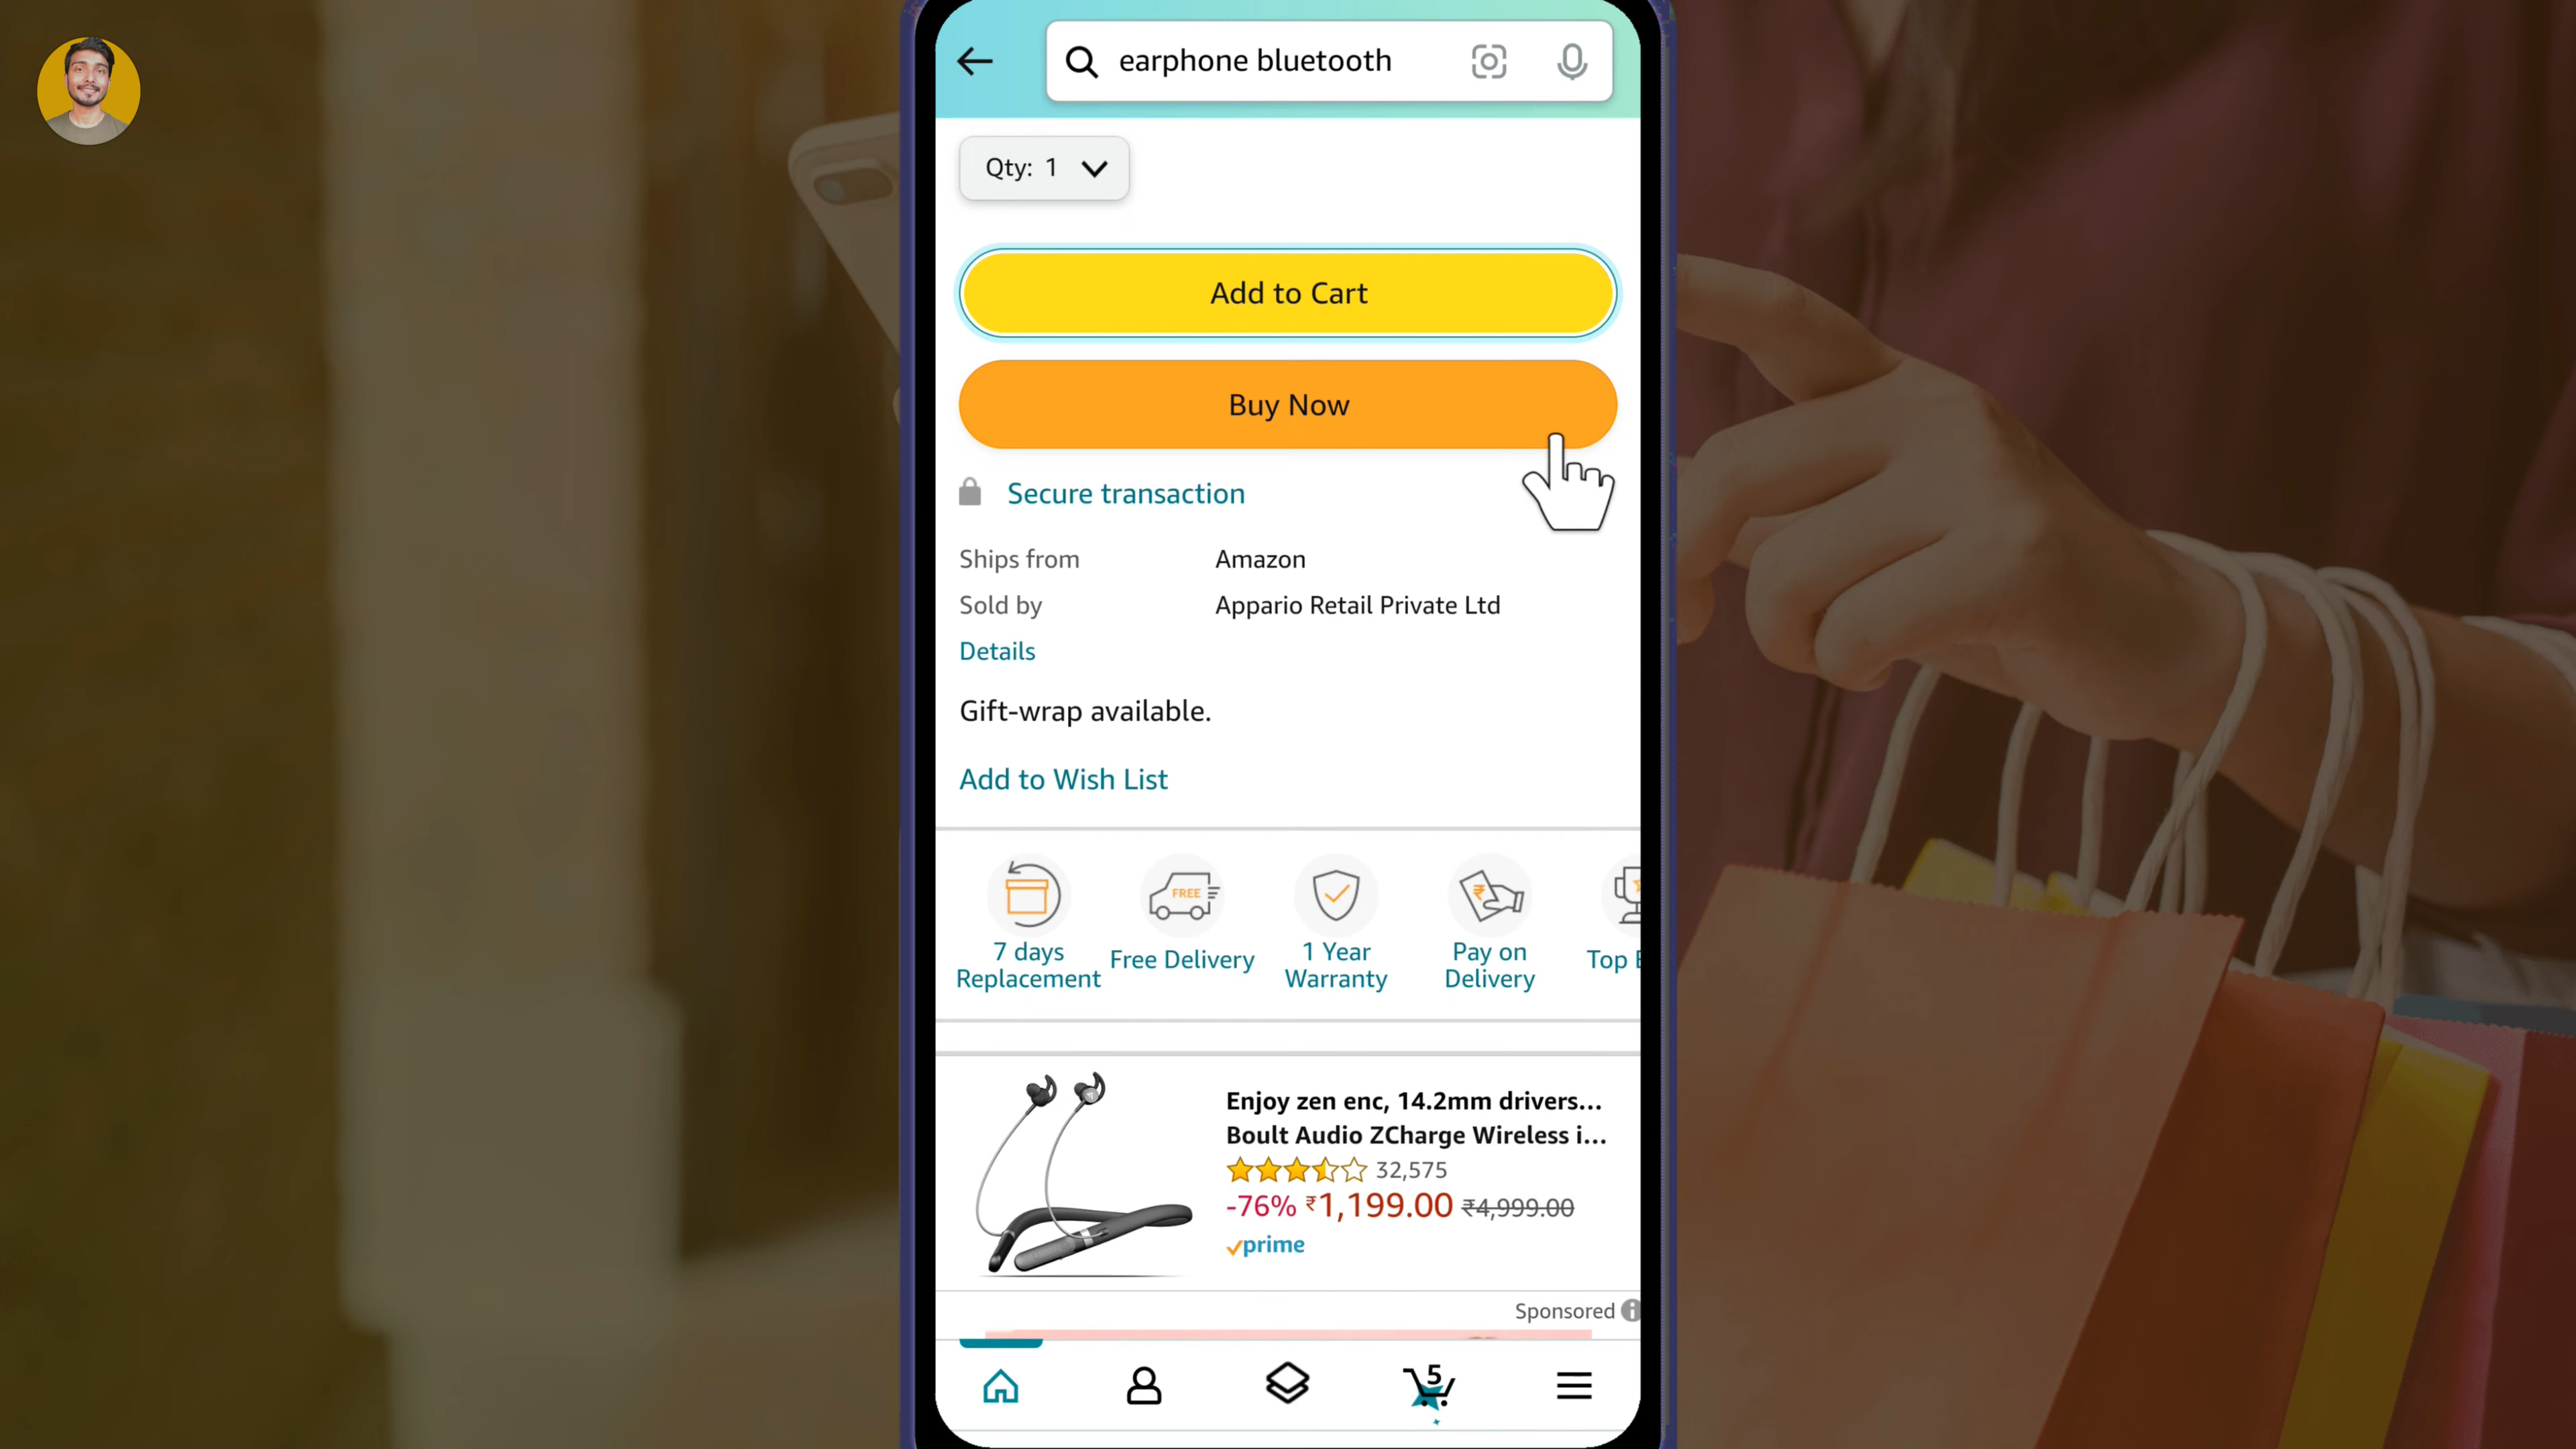 earphone bluetooth
Qty: 1
Add to Cart
Buy Now
Secure transaction
Ships from Amazon
Sold by Appario Retail Private Ltd
Details
Gift-wrap available.
Add to Wish List
7 days Replacement
FREE
Free Delivery
1 Year Warranty
₹
Pay on Delivery
Top
Enjoy zen enc, 14.2mm drivers...
Boult Audio ZCharge Wireless i...
32,575
-76% ₹1,199.00 ₹4,999.00
prime
Sponsored
5